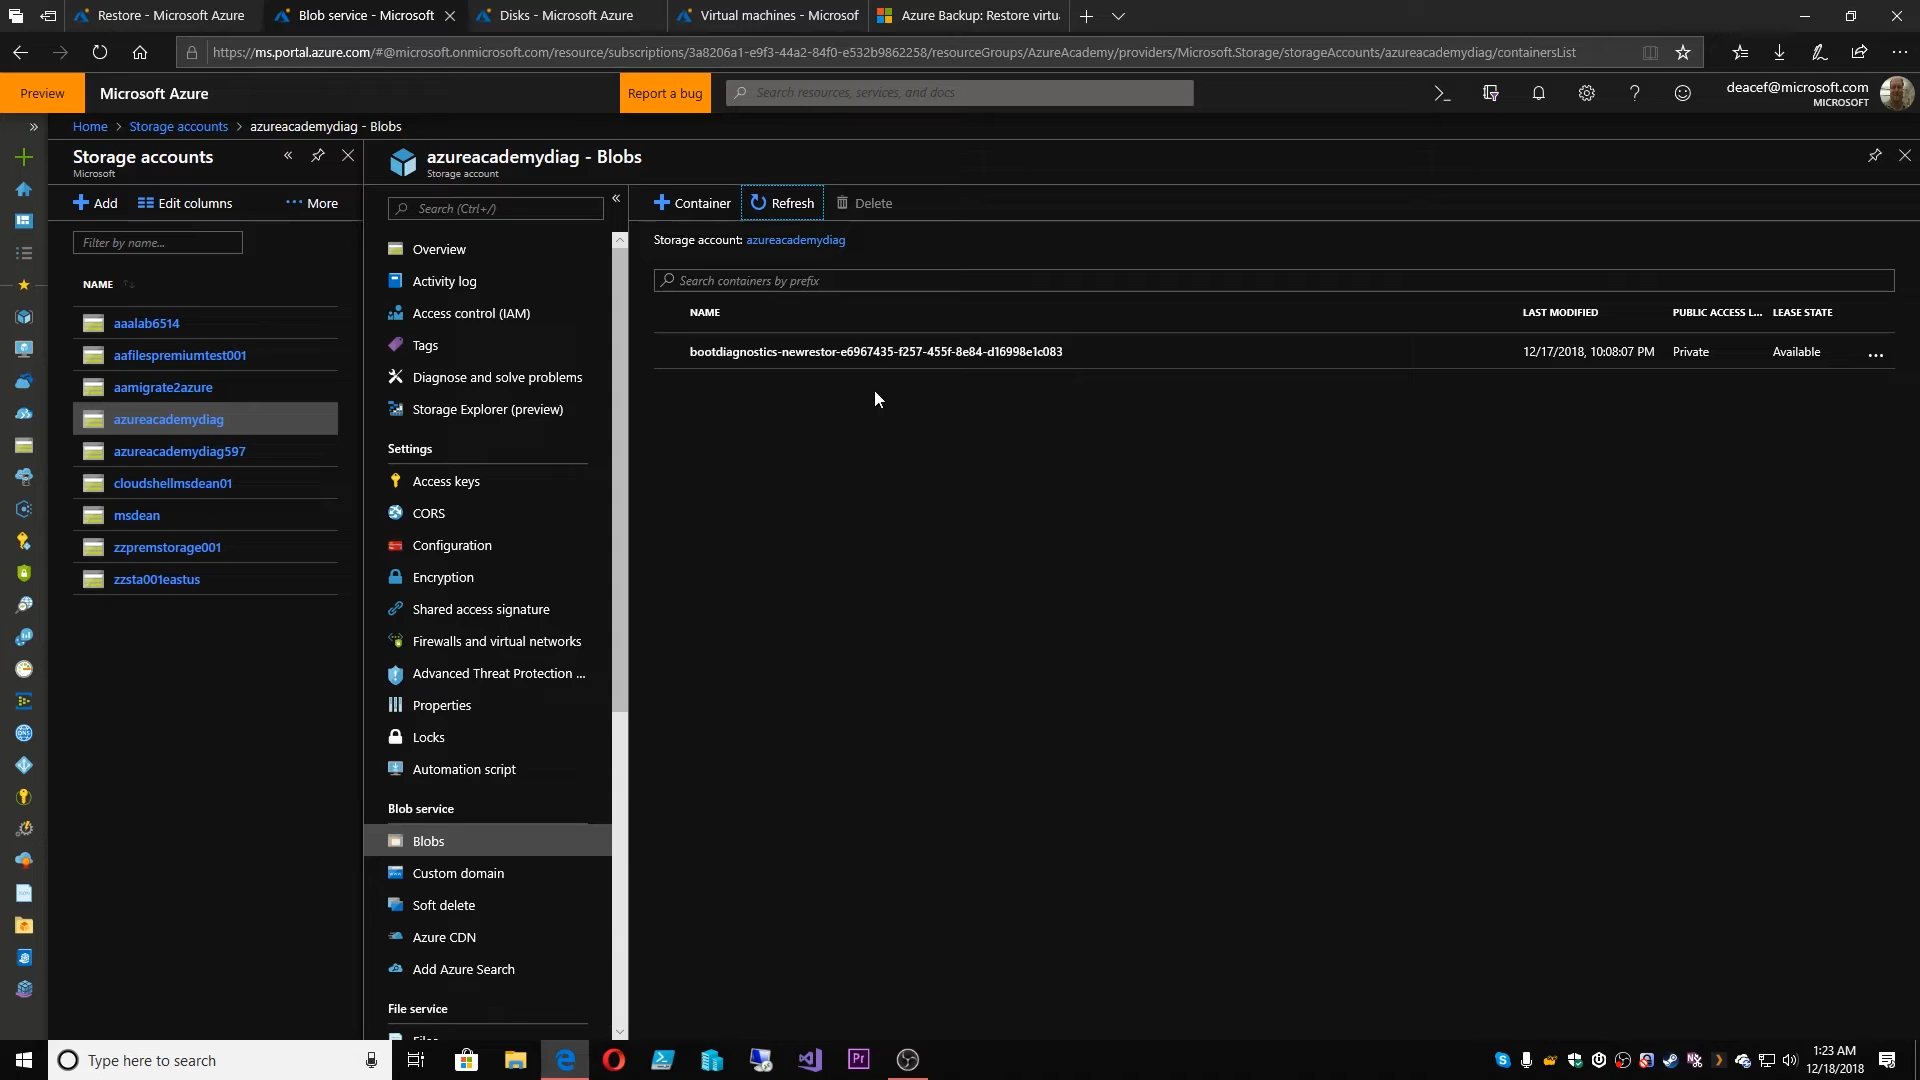 Restore - Microsoft Azure
Blob service - Microsoft
Disks - Microsoft Azure
Virtual machines - Microsof
Azure Backup: Restore virtu
https://ms.portal.azure.com/#@microsoft.onmicrosoft.com/resource/subscriptions/3a8206a1-e9f3-44a2-84f0-e532b9862258/resourceGroups/AzureAcademy/providers/Microsoft.Storage/storageAccounts/azureacademydiag/containersList
Preview
Microsoft Azure
Report a bug
Search resources, services, and docs
deacef@microsoft.com
MICROSOFT
Home > Storage accounts > azureacademydiag - Blobs
Storage accounts
Microsoft
Add
Edit columns
More
Filter by name...
NAME
aaalab6514
aafilespremiumtest001
aamigrate2azure
azureacademydiag
azureacademydiag597
cloudshellmsdean01
msdean
zzpremstorage001
zzsta001eastus
azureacademydiag - Blobs
Storage account
Search (Ctrl+/)
Overview
Activity log
Access control (IAM)
Tags
Diagnose and solve problems
Storage Explorer (preview)
Settings
Access keys
CORS
Configuration
Encryption
Shared access signature
Firewalls and virtual networks
Advanced Threat Protection ...
Properties
Locks
Automation script
Blob service
Blobs
Custom domain
Soft delete
Azure CDN
Add Azure Search
File service
Container
Refresh
Delete
Storage account: azureacademydiag
Search containers by prefix
NAME LAST MODIFIED PUBLIC ACCESS L... LEASE STATE
bootdiagnostics-newrestor-e6967435-f257-455f-8e84-d16998e1c083 12/17/2018, 10:08:07 PM Private Available ...
Type here to search
1:23 AM
12/18/2018